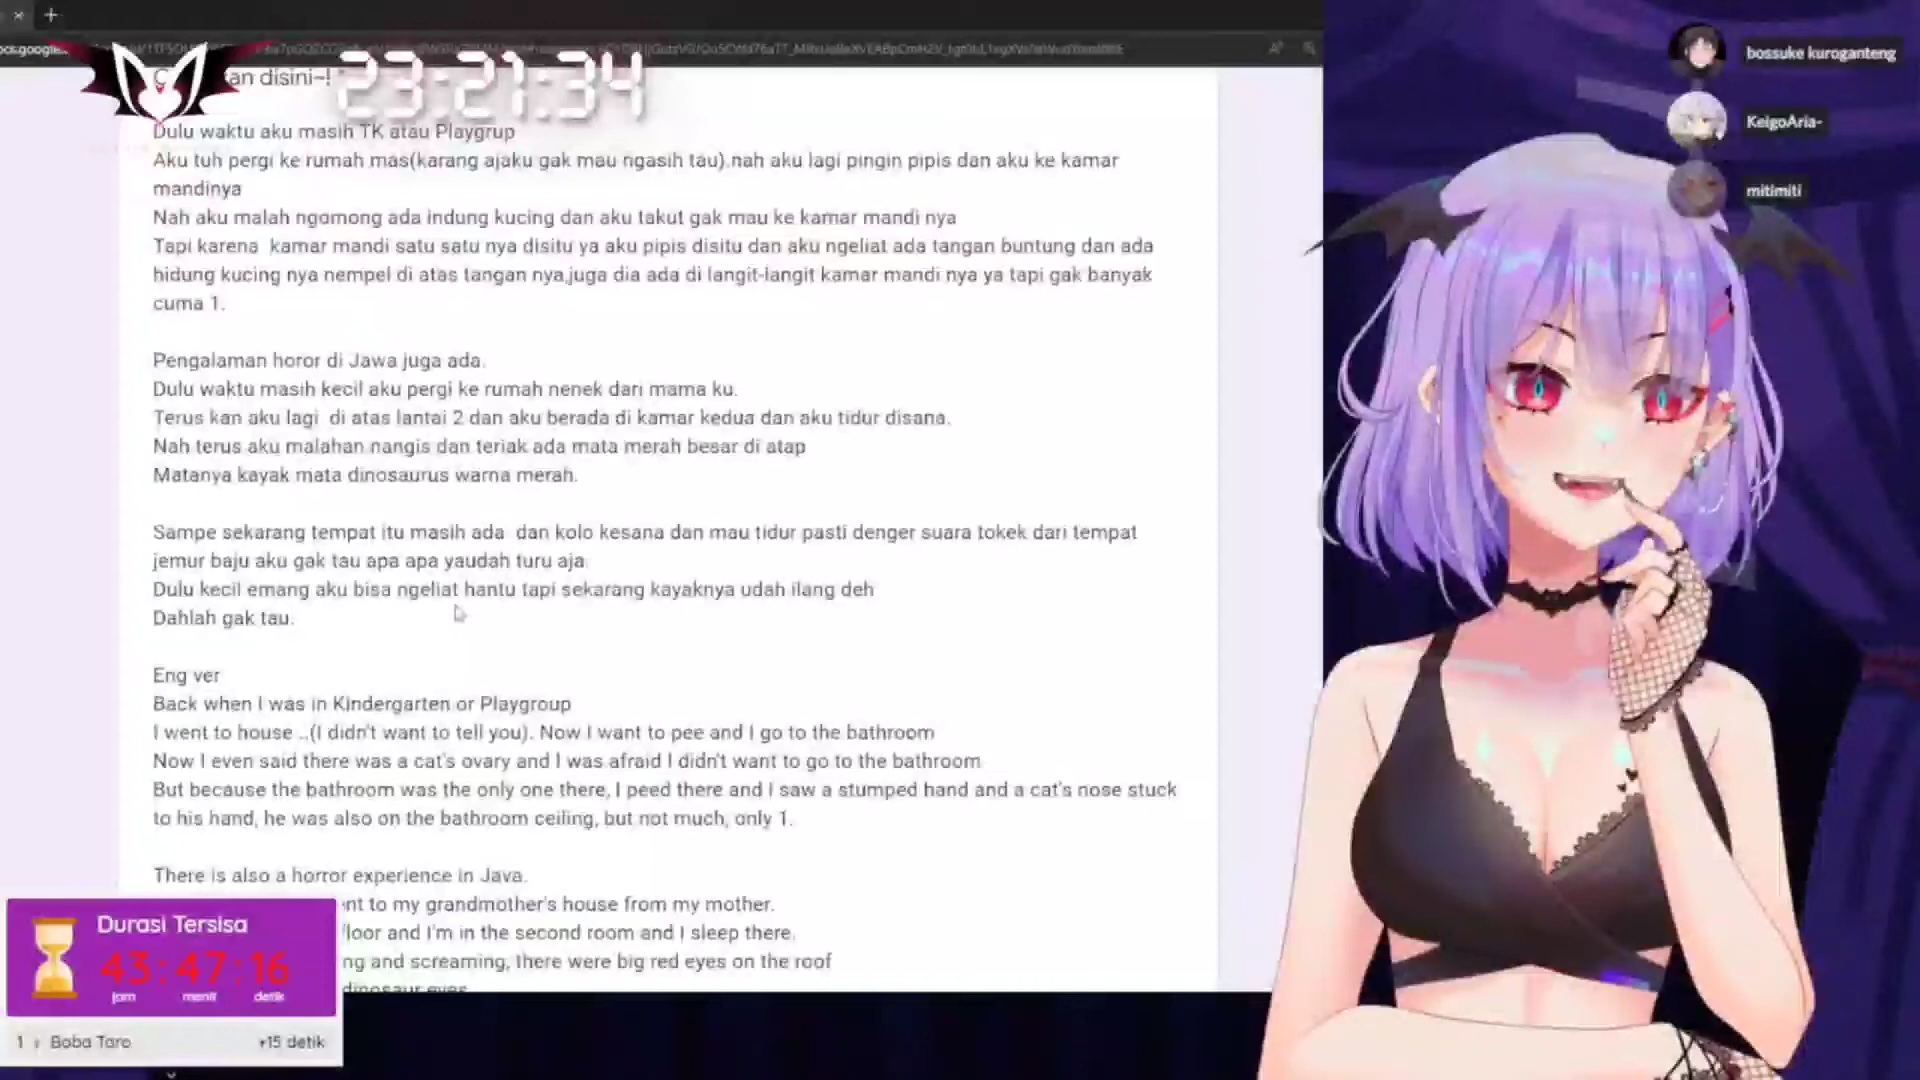 an disini~!
23:21:34
Dulu waktu aku masih TK atau Playgrup
Aku tuh pergi ke rumah mas(karang ajaku gak mau ngasih tau).nah aku lagi pingin pipis dan aku ke kamar
mandinya
Nah aku malah ngomong ada indung kucing dan aku takut gak mau ke kamar mandi nya
Tapi karena kamar mandi satu satu nya disitu ya aku pipis disitu dan aku ngeliat ada tangan buntung dan ada
hidung kucing nya nempel di atas tangan nya,juga dia ada di langit-langit kamar mandi nya ya tapi gak banyak
cuma 1.
Pengalaman horor di Jawa juga ada.
Dulu waktu masih kecil aku pergi ke rumah nenek dari mama ku.
Terus kan aku lagi di atas lantai 2 dan aku berada di kamar kedua dan aku tidur disana.
Nah terus aku malahan nangis dan teriak ada mata merah besar di atap
Matanya kayak mata dinosaurus warna merah.
Sampe sekarang tempat itu masih ada dan kolo kesana dan mau tidur pasti denger suara tokek dari tempat
jemur baju aku gak tau apa apa yaudah turu aja
Dulu kecil emang aku bisa ngeliat hantu tapi sekarang kayaknya udah ilang deh
Dahlah gak tau.
Eng ver
Back when I was in Kindergarten or Playgroup
I went to house ..(I didn't want to tell you). Now I want to pee and I go to the bathroom
Now I even said there was a cat's ovary and I was afraid I didn't want to go to the bathroom
But because the bathroom was the only one there, I peed there and I saw a stumped hand and a cat's nose stuck
to his hand, he was also on the bathroom ceiling, but not much, only 1.
There is also a horror experience in Java.
nt to my grandmother's house from my mother.
loor and I'm in the second room and I sleep there.
ng and screaming, there were big red eyes on the roof
dinosaur eyes
Durasi Tersisa
43:47:16
jam menit detik
1 Boba Taro +15 detik
bossuke kuroganteng
KeigoAria-
mitimiti